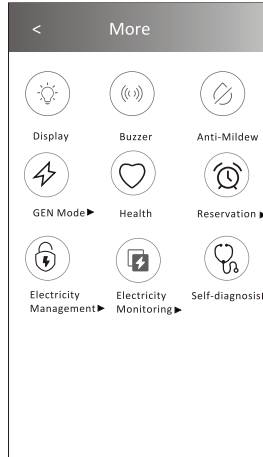 < More
Display Buzzer Anti-Mildew
GEN Mode▶ Health Reservation▶
Electricity Electricity Self-diagnosis
Management▶ Monitoring▶